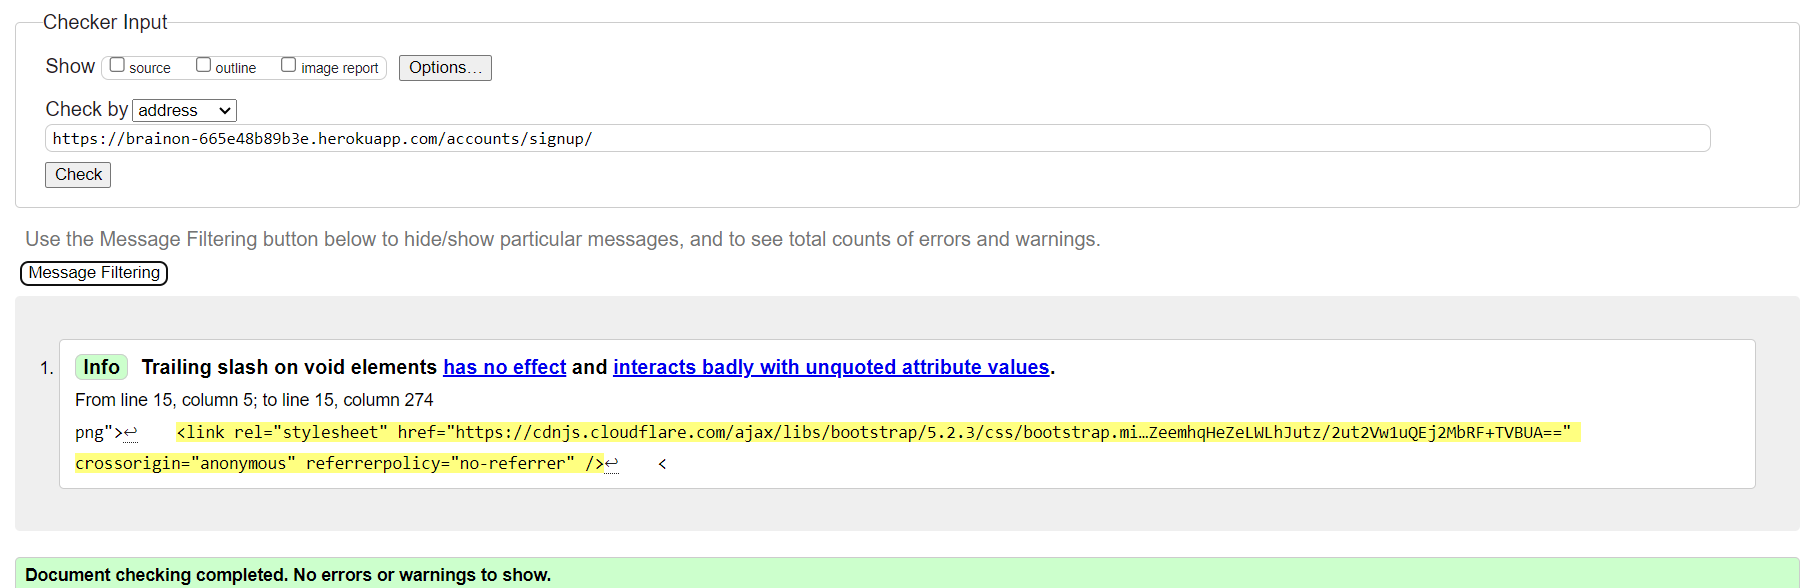 Checker Input
Show source outline image report Options...
Check by address
https://brainon-665e48b89b3e.herokuapp.com/accounts/signup/
Check
Use the Message Filtering button below to hide/show particular messages, and to see total counts of errors and warnings.
Message Filtering
1. Info Trailing slash on void elements has no effect and interacts badly with unquoted attribute values.
From line 15, column 5; to line 15, column 274
png">↩ <link rel="stylesheet" href="https://cdnjs.cloudflare.com/ajax/libs/bootstrap/5.2.3/css/bootstrap.mi…ZeemhqHeZeLWLhJutz/2ut2Vw1uQEj2MbRF+TVBUA=="
crossorigin="anonymous" referrerpolicy="no-referrer" />↩ <
Document checking completed. No errors or warnings to show.